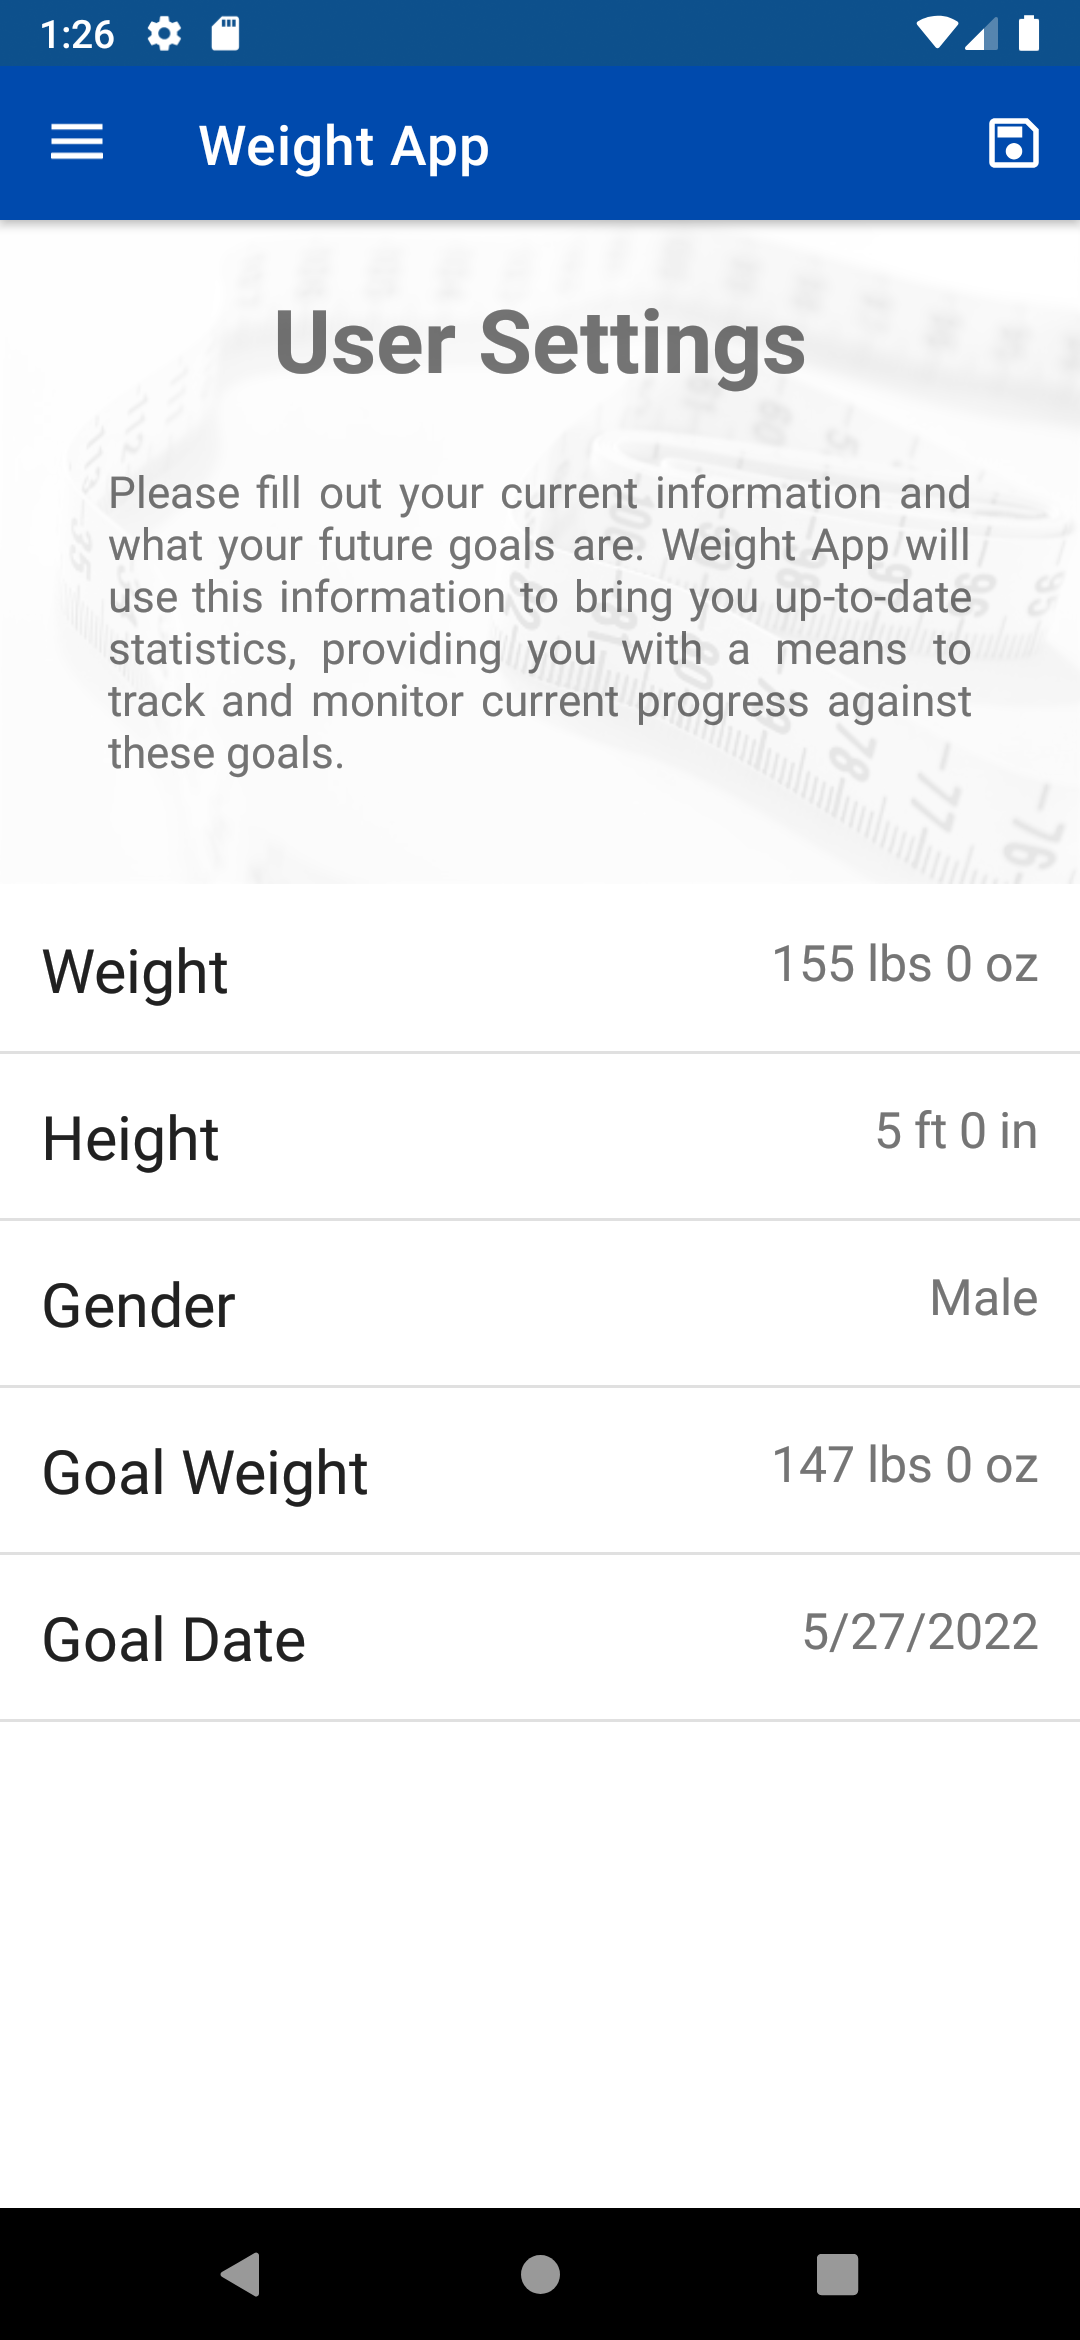 1:26
Weight App
User Settings
Please fill out your current information and
what your future goals are. Weight App will
use this information to bring you up-to-date
statistics, providing you with a means to
track and monitor current progress against
these goals.
Weight 155 lbs 0 oz
Height 5 ft 0 in
Gender Male
Goal Weight 147 lbs 0 oz
Goal Date 5/27/2022